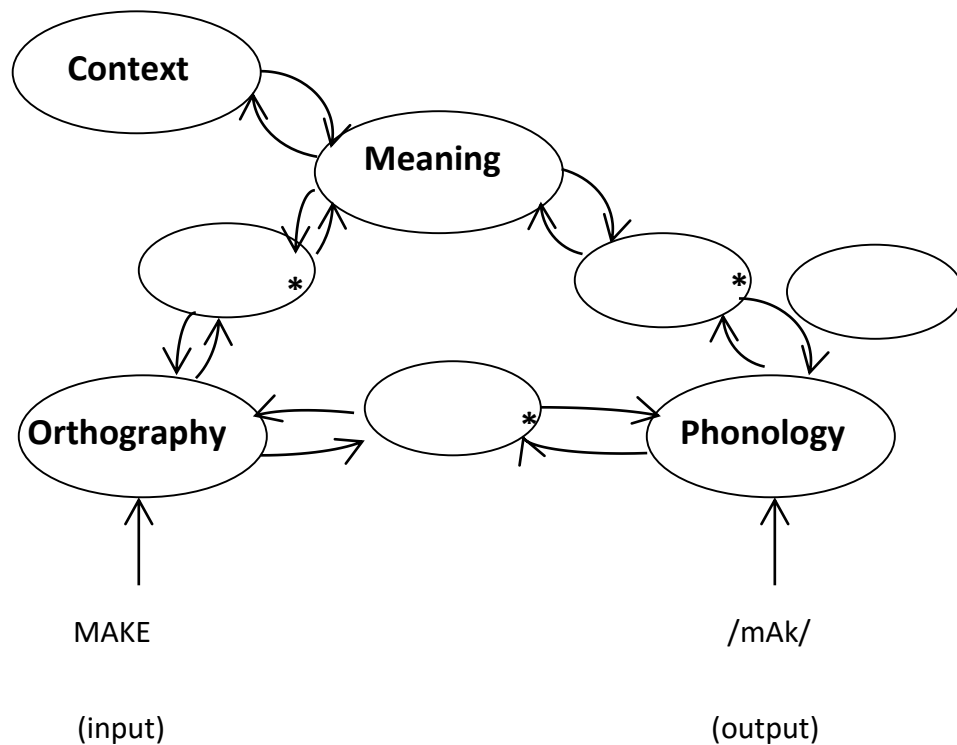 Context
Meaning
*
*
*
Orthography
Phonology
MAKE
/mAk/
(input)
(output)